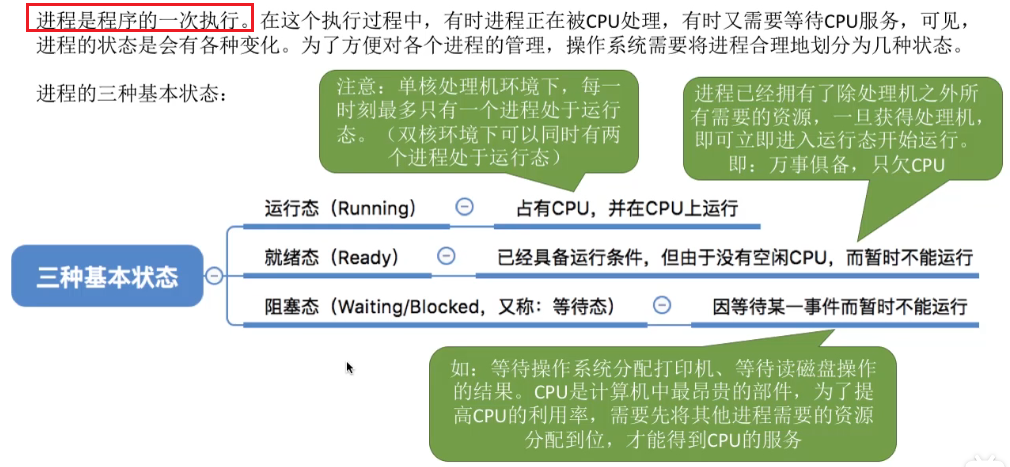 进程是程序的一次执行。在这个执行过程中，有时进程正在被CPU处理，有时又需要等待CPU服务，可见，
进程的状态是会有各种变化。为了方便对各个进程的管理，操作系统需要将进程合理地划分为几种状态。
进程的三种基本状态：
注意：单核处理机环境下，每一
时刻最多只有一个进程处于运行
态。（双核环境下可以同时有两
个进程处于运行态）
进程已经拥有了除处理机之外所
有需要的资源，一旦获得处理机，
即可立即进入运行态开始运行。
即：万事俱备，只欠CPU
三种基本状态
运行态（Running）
占有CPU，并在CPU上运行
就绪态（Ready）
已经具备运行条件，但由于没有空闲CPU，而暂时不能运行
阻塞态（Waiting/Blocked，又称：等待态）
因等待某一事件而暂时不能运行
如：等待操作系统分配打印机、等待读磁盘操作
的结果。CPU是计算机中最昂贵的部件，为了提
高CPU的利用率，需要先将其他进程需要的资源
分配到位，才能得到CPU的服务